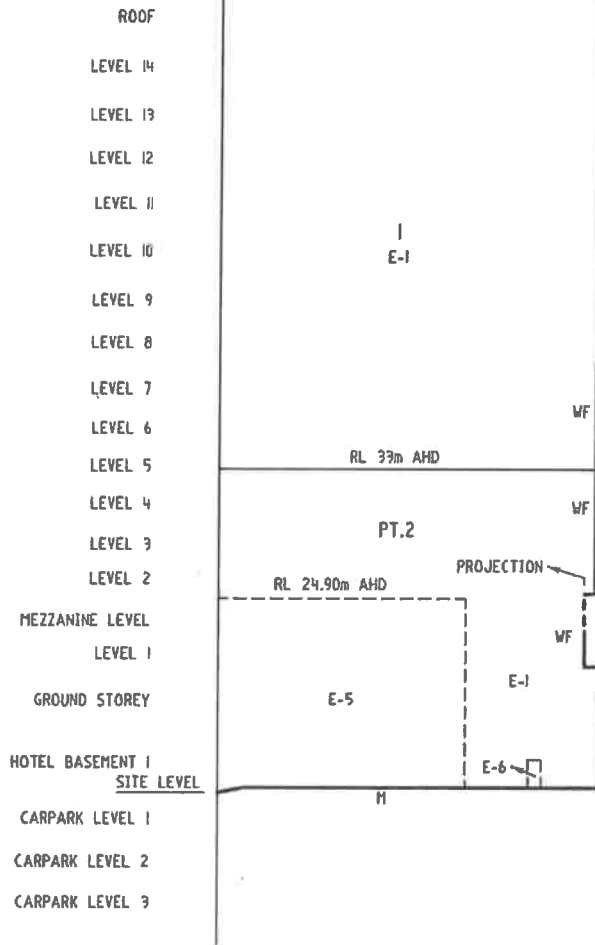 ROOF
LEVEL 14
LEVEL 13
LEVEL 12
LEVEL 11
LEVEL 10
1
E-1
LEVEL 9
LEVEL 8
LEVEL 7
WF
LEVEL 6
RL 33m AHD
LEVEL 5
LEVEL 4
WF
PT.2
LEVEL 3
PROJECTION
LEVEL 2
RL 24.90m AHD
MEZZANINE LEVEL
WF
LEVEL 1
E-1
GROUND STOREY
E-5
HOTEL BASEMENT 1
E-6
SITE LEVEL
M
CARPARK LEVEL 1
CARPARK LEVEL 2
CARPARK LEVEL 3